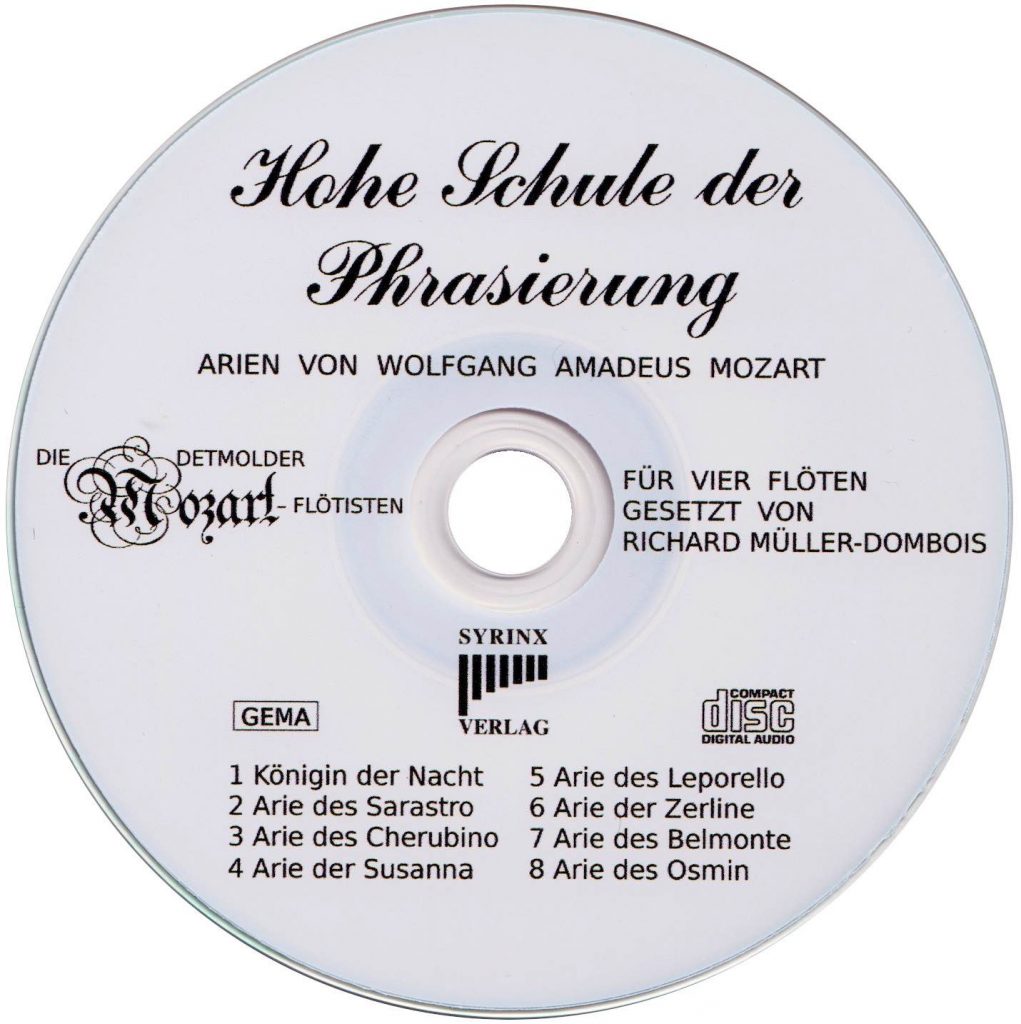 Hohe Schule der
Phrasierung
ARIEN VON WOLFGANG AMADEUS MOZART
DIE DETMOLDER
Mozart-FLÖTISTEN
FÜR VIER FLÖTEN
GESETZT VON
RICHARD MÜLLER-DOMBOIS
SYRINX
VERLAG
GEMA
COMPACT
disc
DIGITAL AUDIO
1 Königin der Nacht
2 Arie des Sarastro
3 Arie des Cherubino
4 Arie der Susanna
5 Arie des Leporello
6 Arie der Zerline
7 Arie des Belmonte
8 Arie des Osmin